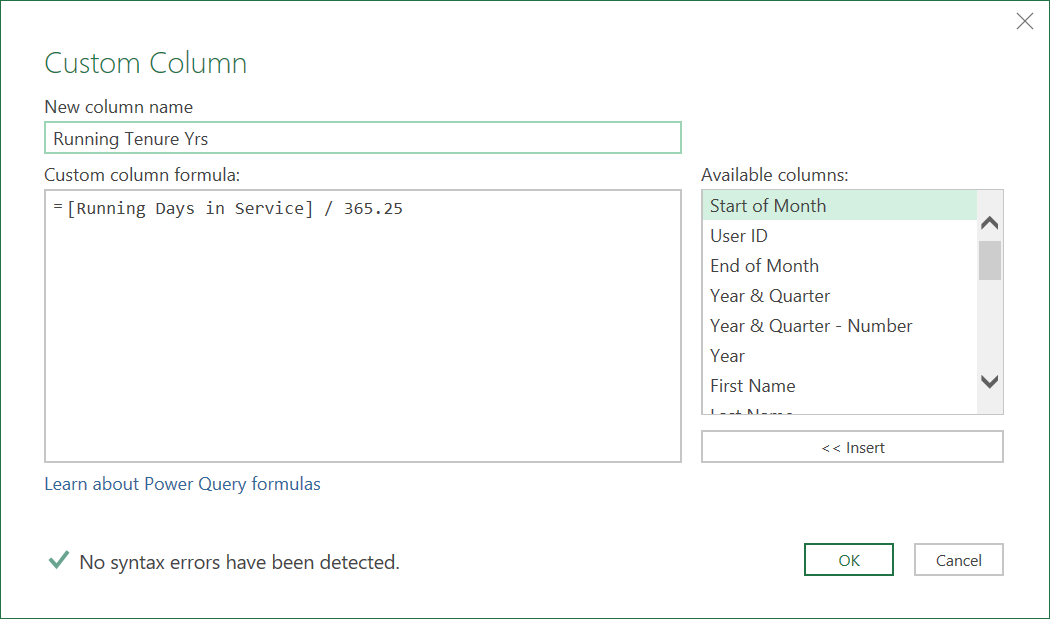 Custom Column
New column name
Running Tenure Yrs
Custom column formula:
=[Running Days in Service] / 365.25
Available columns:
Start of Month
User ID
End of Month
Year & Quarter
Year & Quarter - Number
Year
First Name
Last Name
<< Insert
Learn about Power Query formulas
No syntax errors have been detected.
OK
Cancel